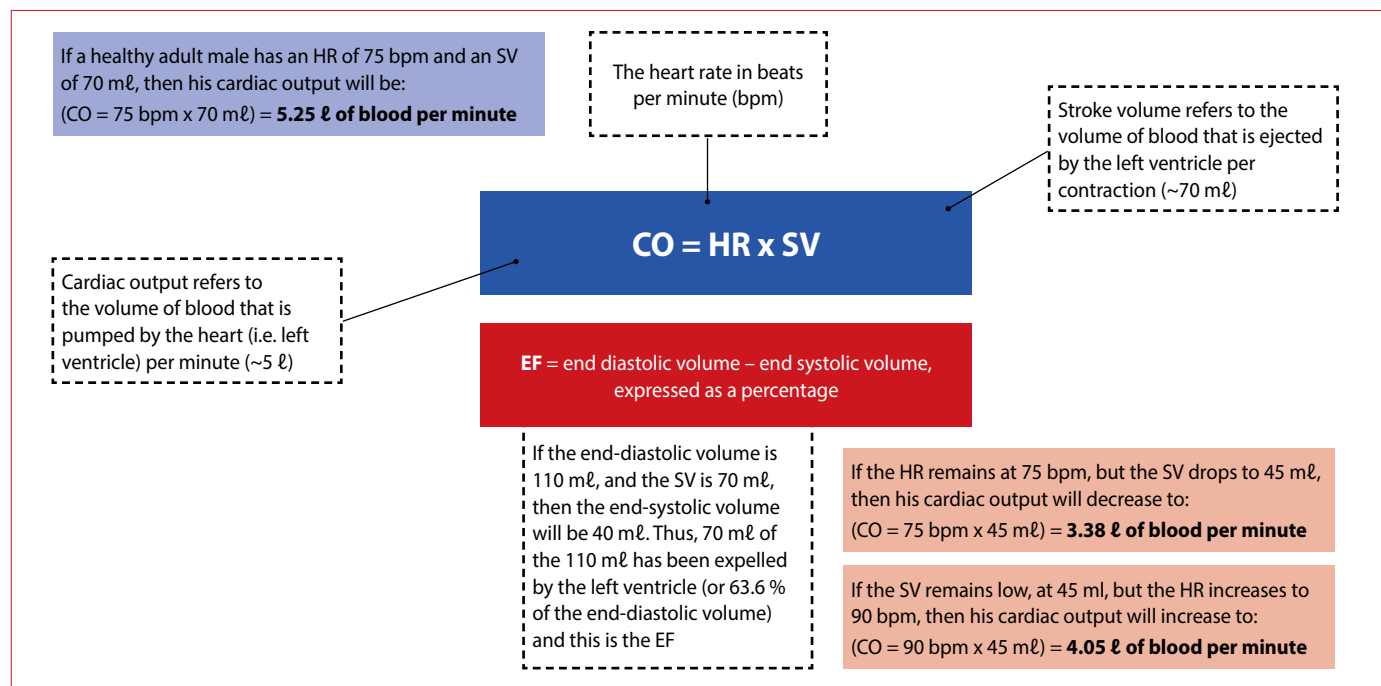 If a healthy adult male has an HR of 75 bpm and an SV
of 70 mℓ, then his cardiac output will be:
(CO = 75 bpm x 70 mℓ) = 5.25 ℓ of blood per minute
The heart rate in beats
per minute (bpm)
Stroke volume refers to the
volume of blood that is ejected
by the left ventricle per
contraction (~70 mℓ)
CO = HR x SV
Cardiac output refers to
the volume of blood that is
pumped by the heart (i.e. left
ventricle) per minute (~5 ℓ)
EF = end diastolic volume – end systolic volume,
expressed as a percentage
If the end-diastolic volume is
110 mℓ, and the SV is 70 mℓ,
then the end-systolic volume
will be 40 mℓ. Thus, 70 mℓ of
the 110 mℓ has been expelled
by the left ventricle (or 63.6 %
of the end-diastolic volume)
and this is the EF
If the HR remains at 75 bpm, but the SV drops to 45 mℓ,
then his cardiac output will decrease to:
(CO = 75 bpm x 45 mℓ) = 3.38 ℓ of blood per minute
If the SV remains low, at 45 ml, but the HR increases to
90 bpm, then his cardiac output will increase to:
(CO = 90 bpm x 45 mℓ) = 4.05 ℓ of blood per minute